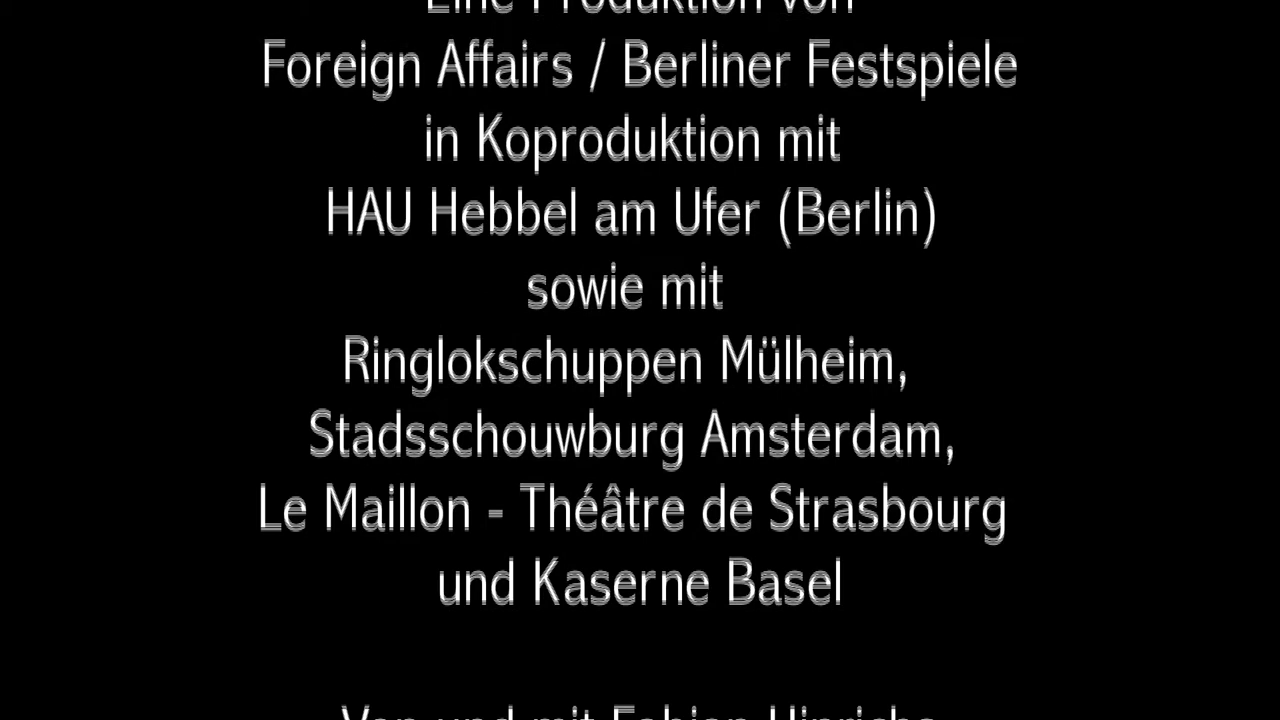 Eine Produktion von
Foreign Affairs / Berliner Festspiele
in Koproduktion mit
HAU Hebbel am Ufer (Berlin)
sowie mit
Ringlokschuppen Mülheim,
Stadsschouwburg Amsterdam,
Le Maillon - Théâtre de Strasbourg
und Kaserne Basel
Von und mit Fabian Hinrichs